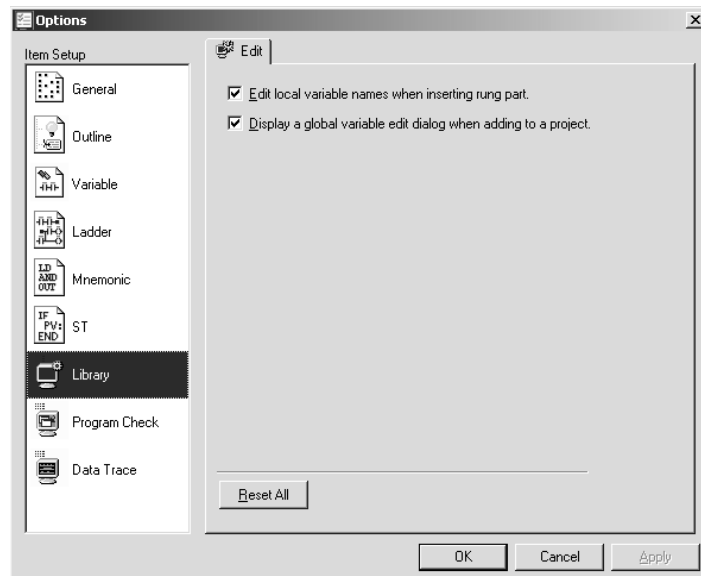 Options
Item Setup
General
Outline
Variable
Ladder
LD
AND
OUT
Mnemonic
IF
PV:
END
ST
Library
Program Check
Data Trace
Edit
Edit local variable names when inserting rung part.
Display a global variable edit dialog when adding to a project.
Reset All
OK
Cancel
Apply